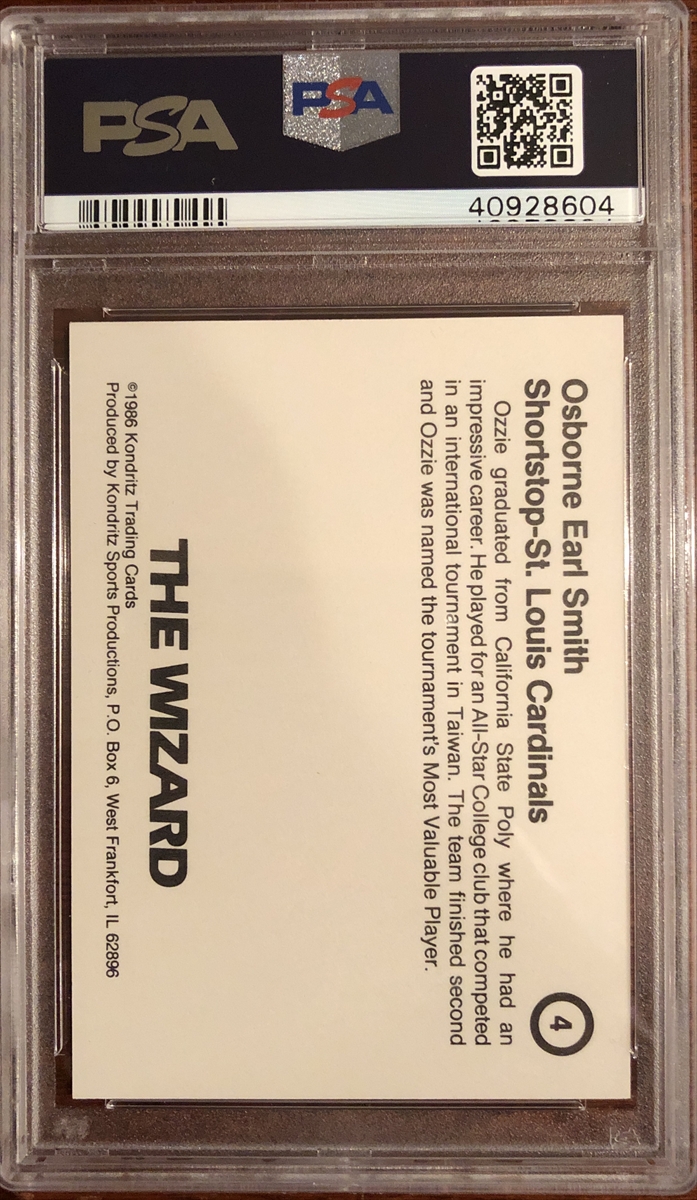 PSA
PSA
40928604
Osborne Earl Smith
Shortstop-St. Louis Cardinals
4
Ozzie graduated from California State Poly where he had an
impressive career. He played for an All-Star College club that competed
in an international tournament in Taiwan. The team finished second
and Ozzie was named the tournament's Most Valuable Player.
THE WIZARD
©1986 Kondritz Trading Cards
Produced by Kondritz Sports Productions, P.O. Box 6, West Frankfort, IL 62896